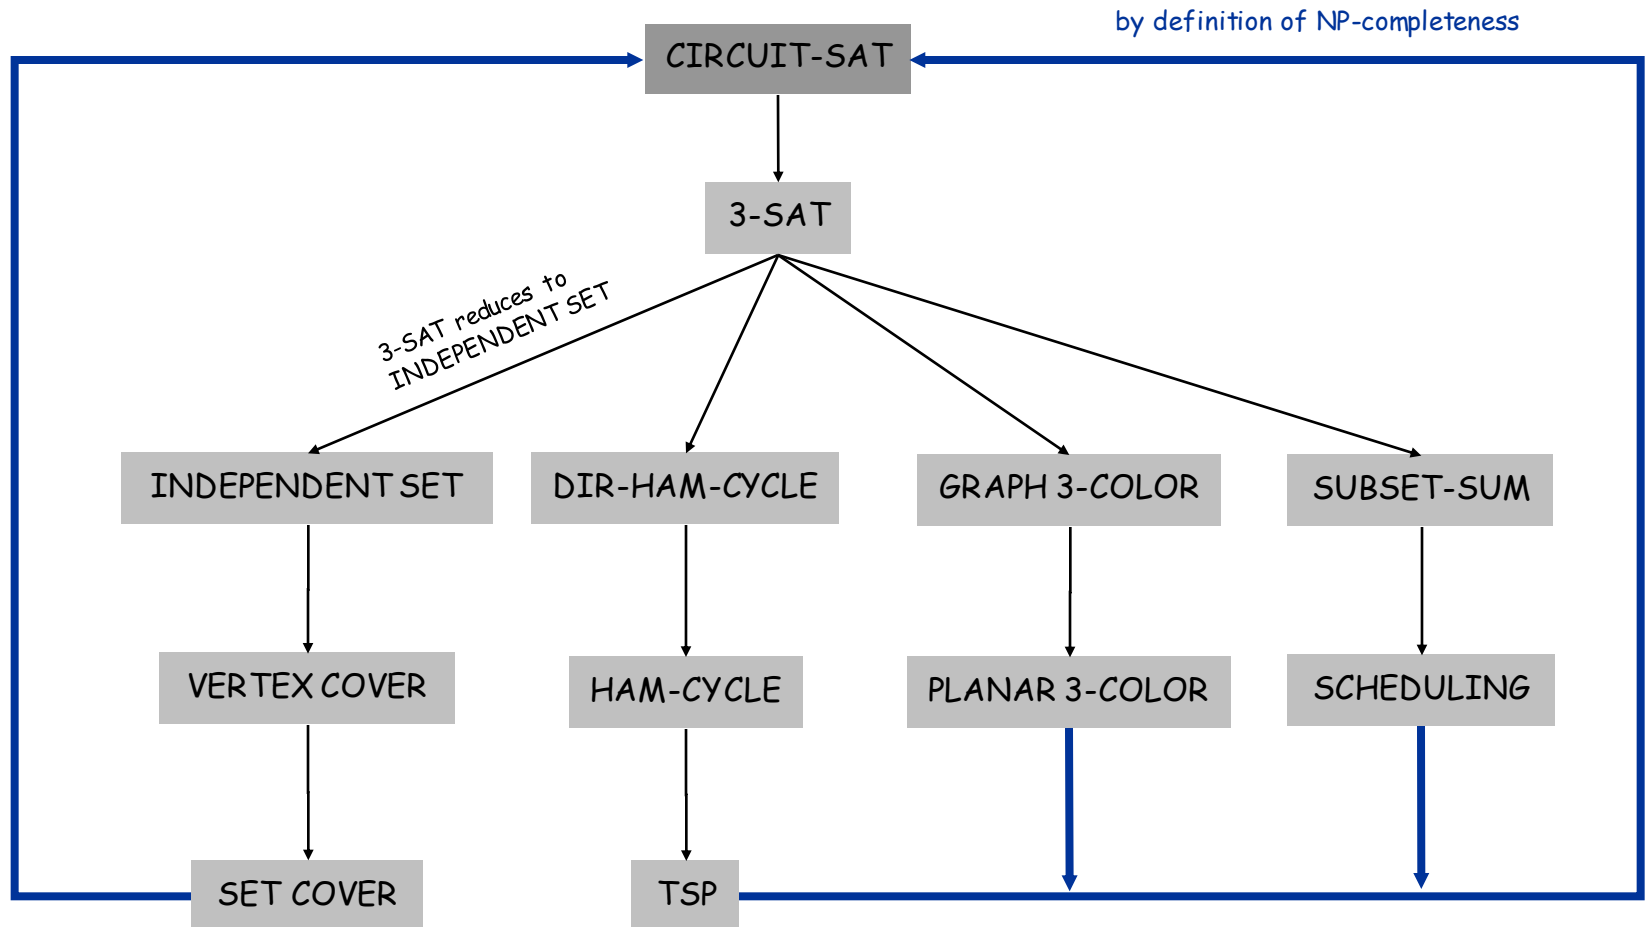 by definition of NP-completeness
CIRCUIT-SAT
3-SAT
3-SAT reduces to
INDEPENDENT SET
INDEPENDENT SET
DIR-HAM-CYCLE
GRAPH 3-COLOR
SUBSET-SUM
VERTEX COVER
HAM-CYCLE
PLANAR 3-COLOR
SCHEDULING
SET COVER
TSP